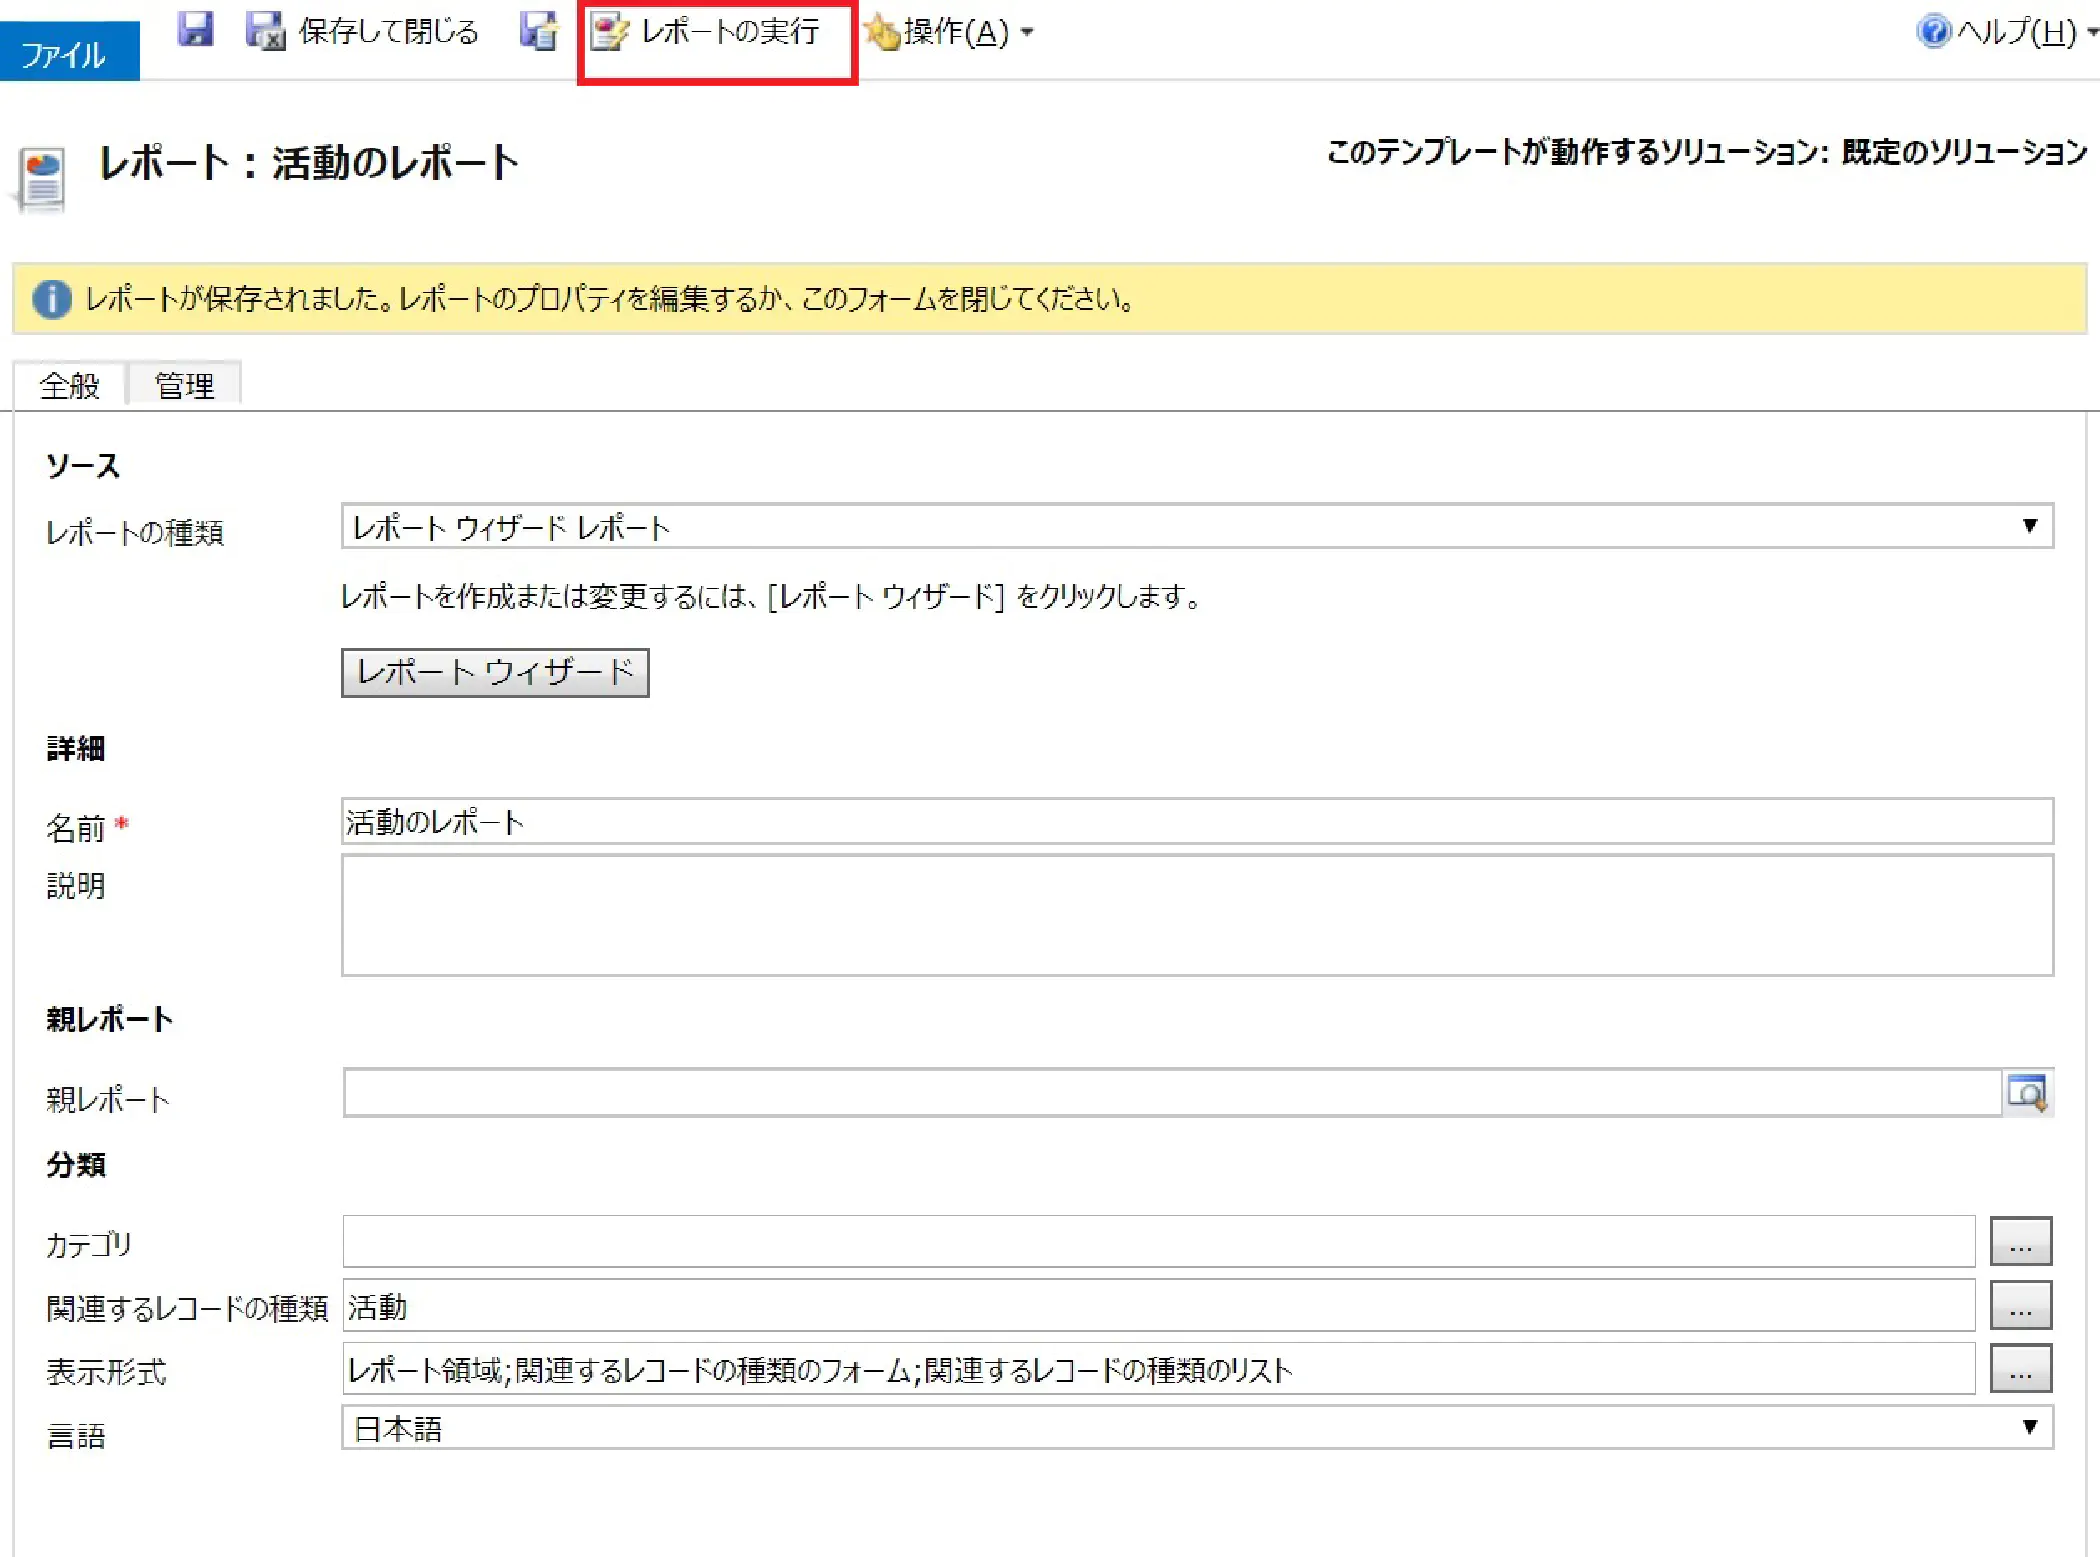 ファイル
保存して閉じる
レポートの実行
操作(A)
ヘルプ(H)
レポート：活動のレポート
このテンプレートが動作するソリューション: 既定のソリューション
レポートが保存されました。レポートのプロパティを編集するか、このフォームを閉じてください。
全般
管理
ソース
レポートの種類
レポート ウィザード レポート
レポートを作成または変更するには、[レポート ウィザード] をクリックします。
レポート ウィザード
詳細
名前 *
活動のレポート
説明
親レポート
親レポート
分類
カテゴリ
...
関連するレコードの種類
活動
...
表示形式
レポート領域;関連するレコードの種類のフォーム;関連するレコードの種類のリスト
...
言語
日本語